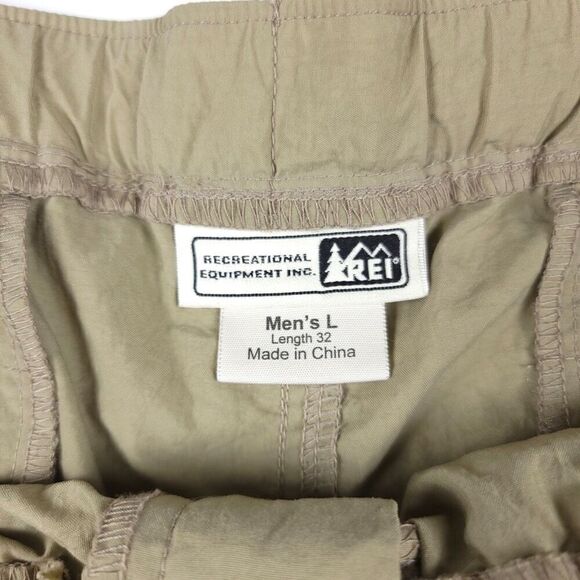 RECREATIONAL
EQUIPMENT INC.
REI®
Men's L
Length 32
Made in China